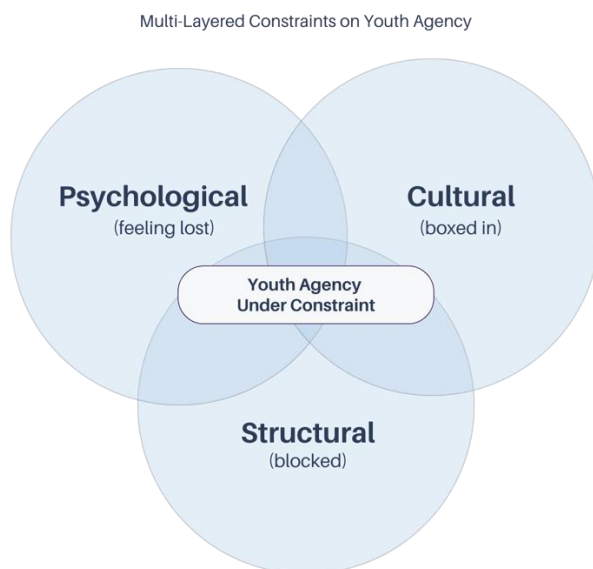 Multi-Layered Constraints on Youth Agency
Psychological
(feeling lost)
Cultural
(boxed in)
Youth Agency
Under Constraint
Structural
(blocked)